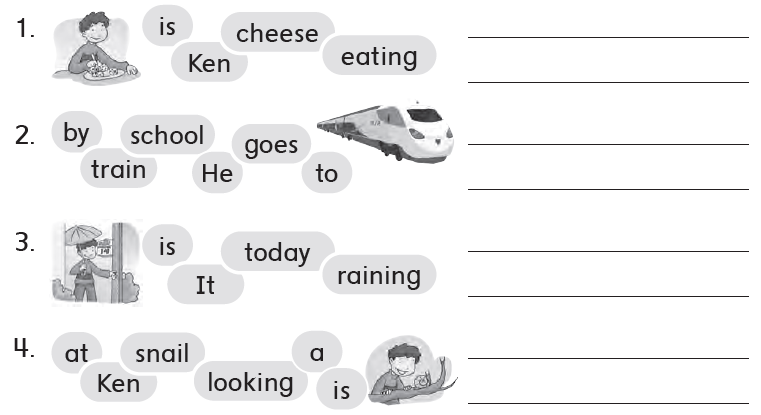 1. is Ken cheese eating
2. by train school He goes to
3. is It today raining
4. at Ken snail looking a is